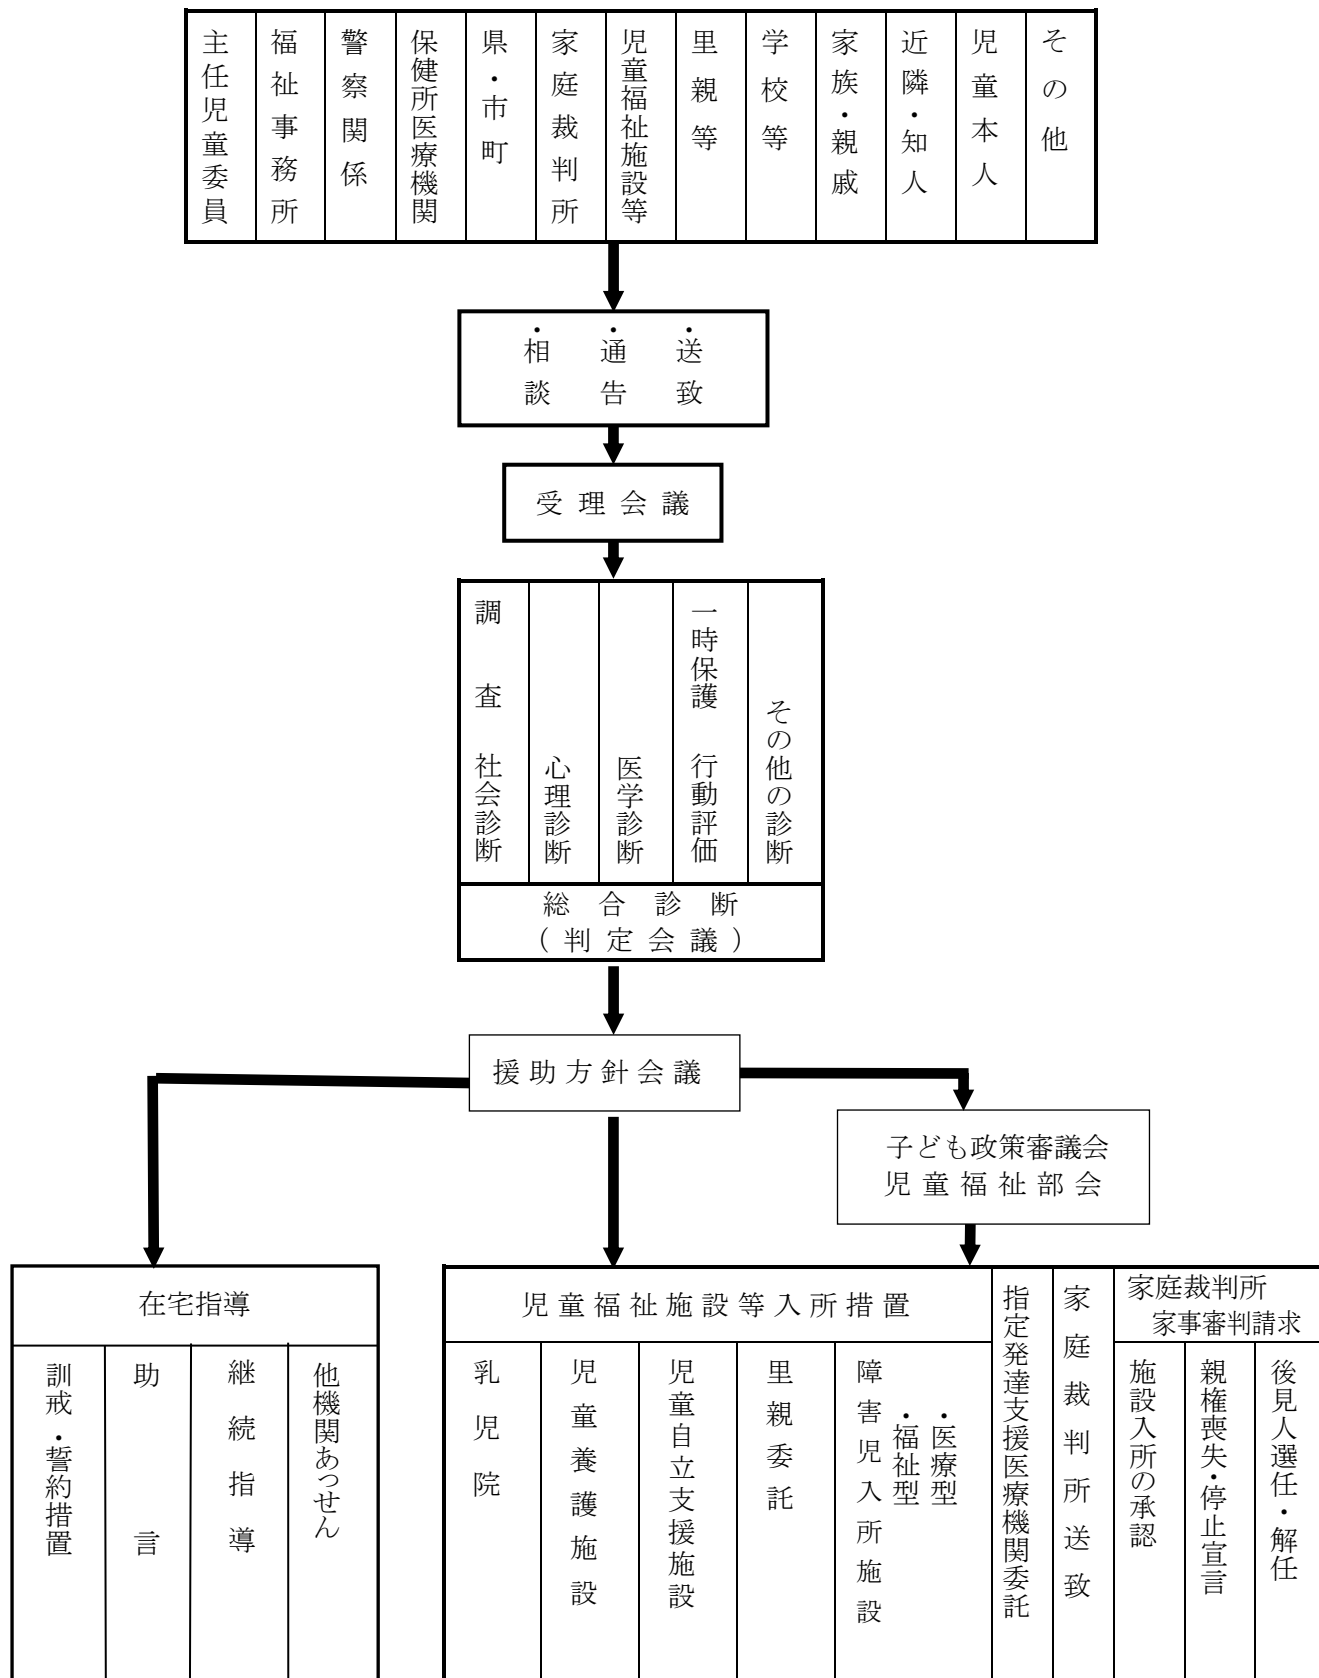 主任児童委員
福祉事務所
警察関係
保健所医療機関
県・市町
家庭裁判所
児童福祉施設等
里親等
学校等
家族・親戚
近隣・知人
児童本人
その他
・相談
・通告
・送致
受理会議
調査 社会診断
心理診断
医学診断
一時保護 行動評価
その他の診断
総合診断
(判定会議)
援助方針会議
子ども政策審議会
児童福祉部会
在宅指導
訓戒・誓約措置
助言
継続指導
他機関あっせん
児童福祉施設等入所措置
乳児院
児童養護施設
児童自立支援施設
里親委託
障害児入所施設
・福祉型
・医療型
指定発達支援医療機関委託
家庭裁判所送致
家庭裁判所
家事審判請求
施設入所の承認
親権喪失・停止宣言
後見人選任・解任